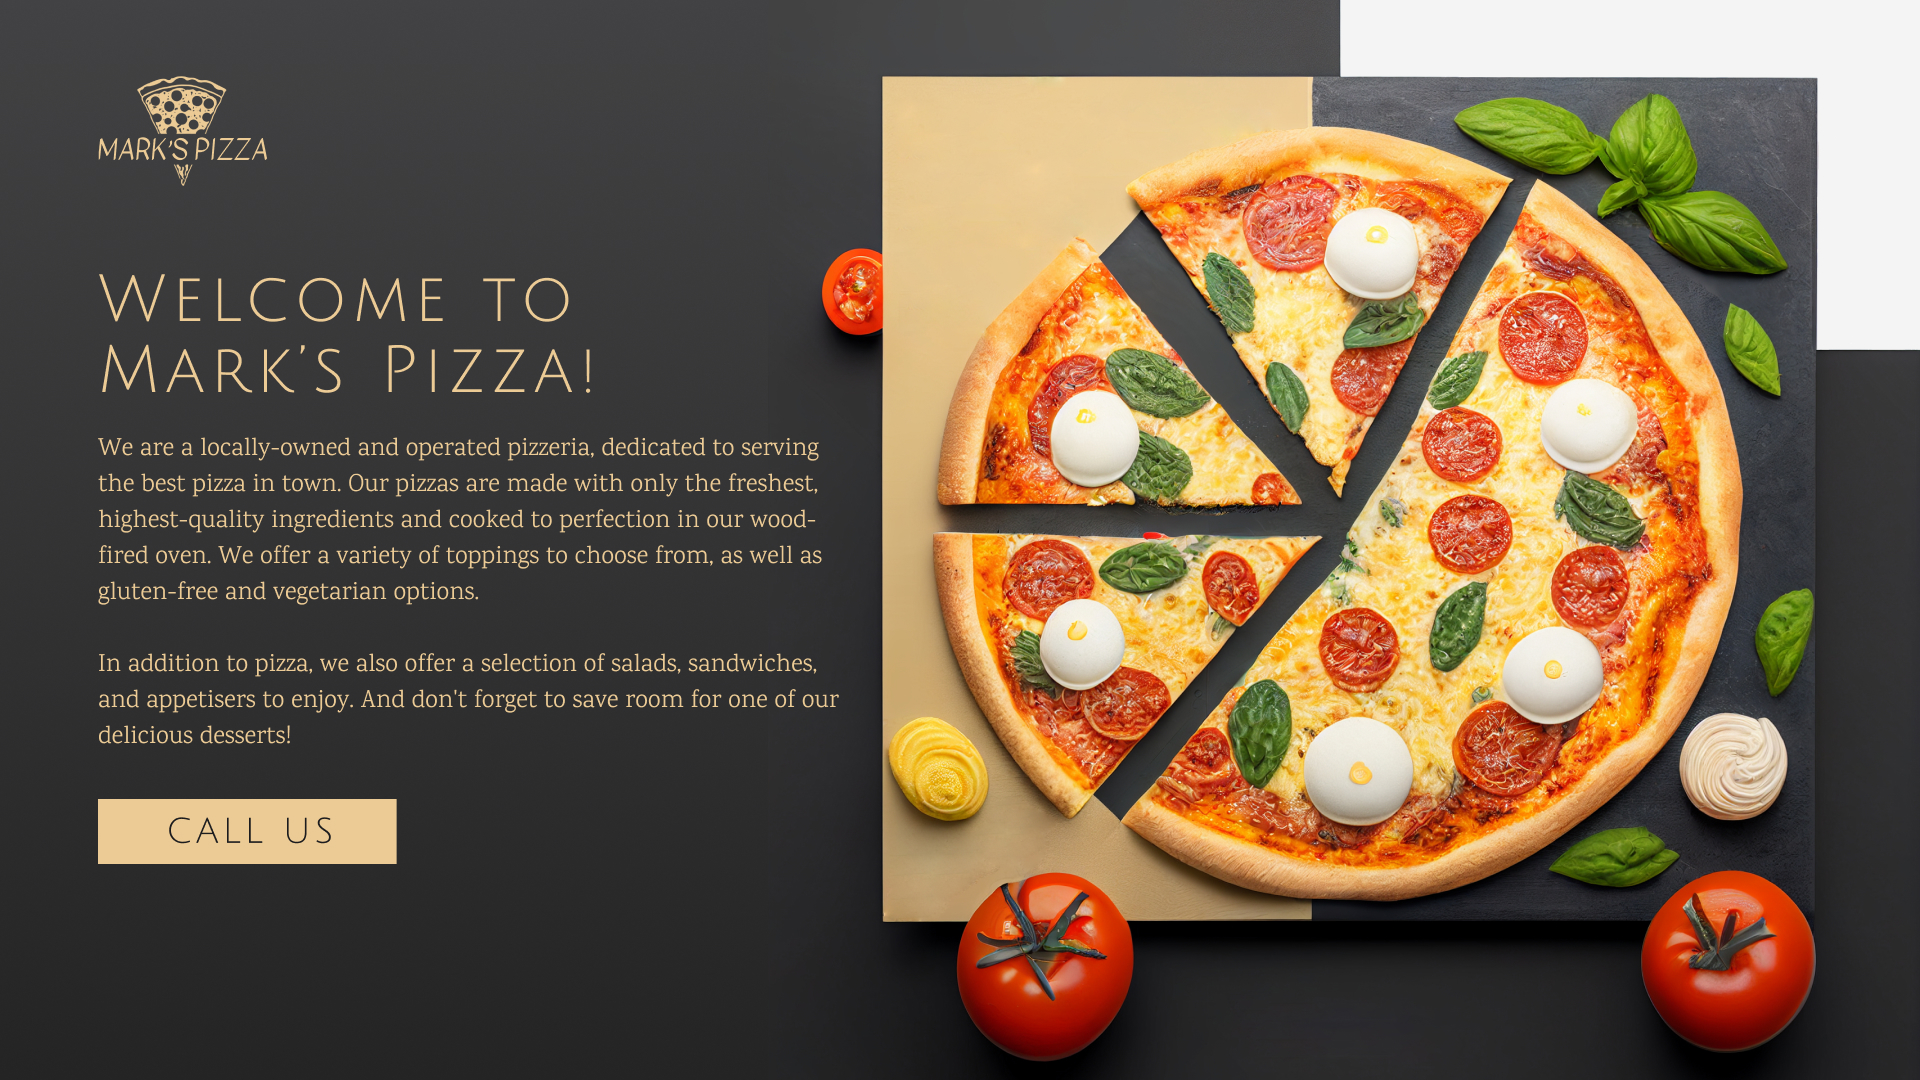 MARK'S PIZZA
Welcome to
Mark's Pizza!
We are a locally-owned and operated pizzeria, dedicated to serving
the best pizza in town. Our pizzas are made with only the freshest,
highest-quality ingredients and cooked to perfection in our wood-
fired oven. We offer a variety of toppings to choose from, as well as
gluten-free and vegetarian options.
In addition to pizza, we also offer a selection of salads, sandwiches,
and appetisers to enjoy. And don't forget to save room for one of our
delicious desserts!
CALL US